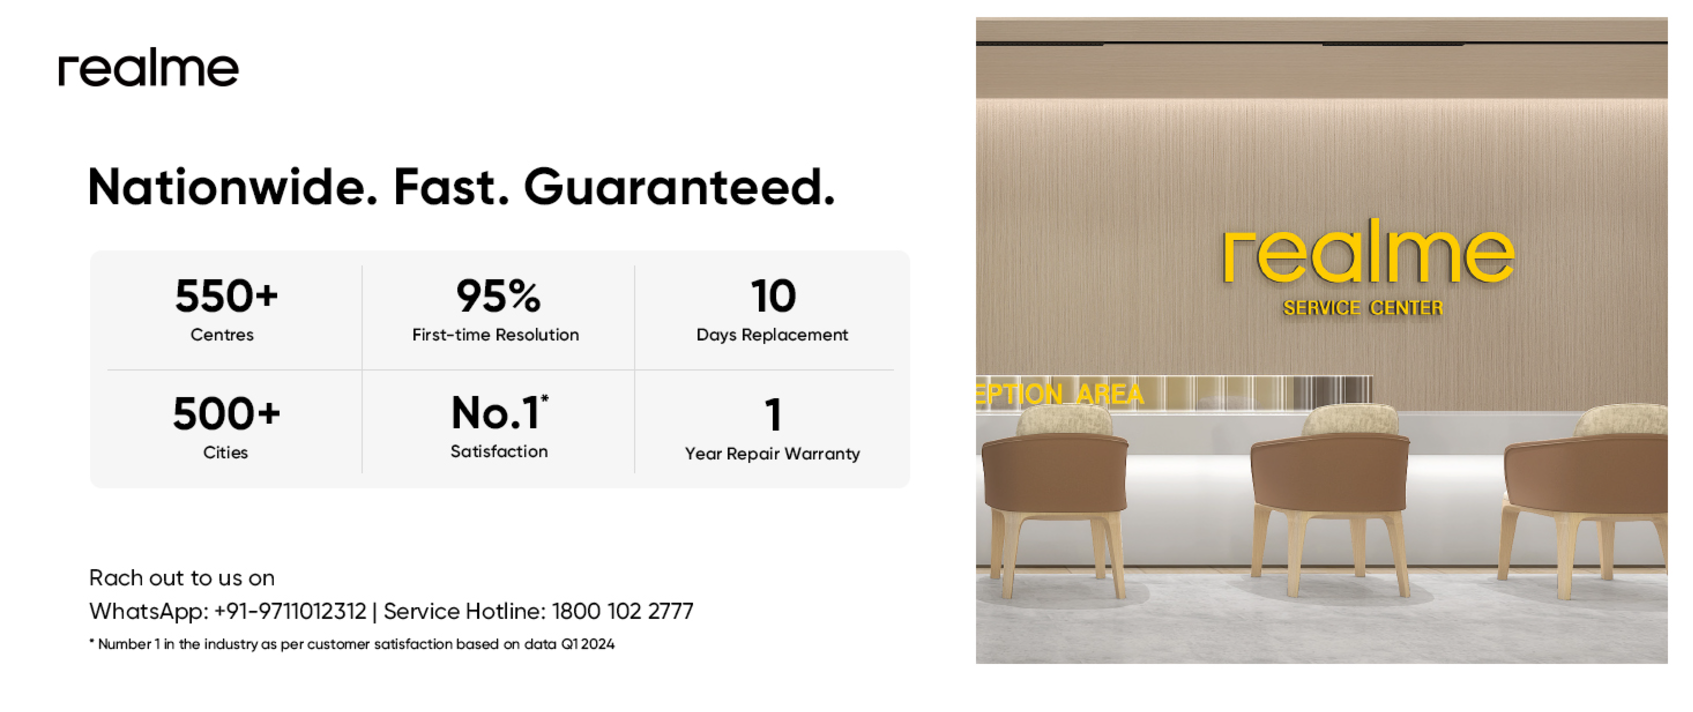 realme
Nationwide. Fast. Guaranteed.
550+
Centres
95%
First-time Resolution
10
Days Replacement
500+
Cities
No.1*
Satisfaction
1
Year Repair Warranty
Rach out to us on
WhatsApp: +91-9711012312 | Service Hotline: 1800 102 2777
* Number 1 in the industry as per customer satisfaction based on data Q1 2024
realme
SERVICE CENTER
EPTION AREA